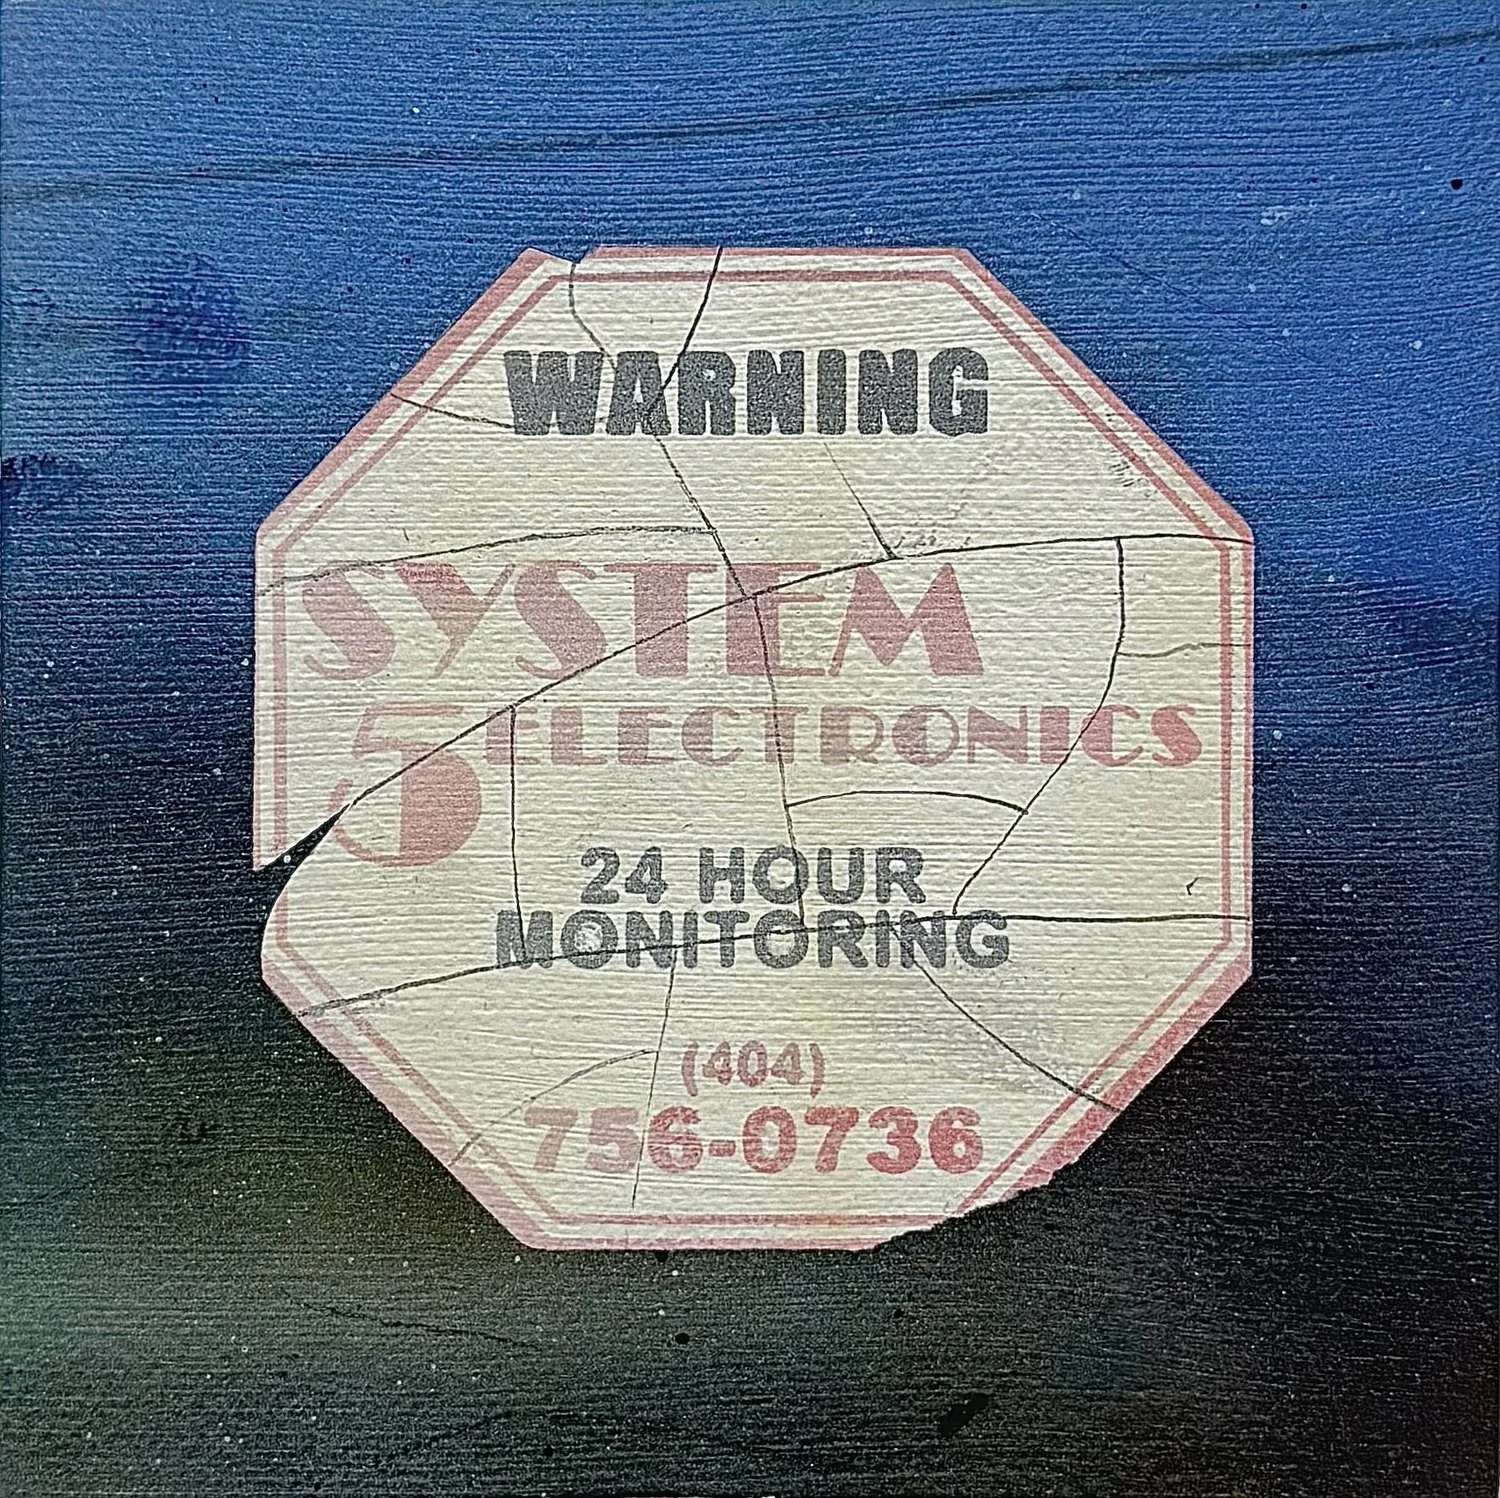 WARNING
SYSTEM
5 ELECTRONICS
24 HOUR
MONITORING
(404)
756-0736